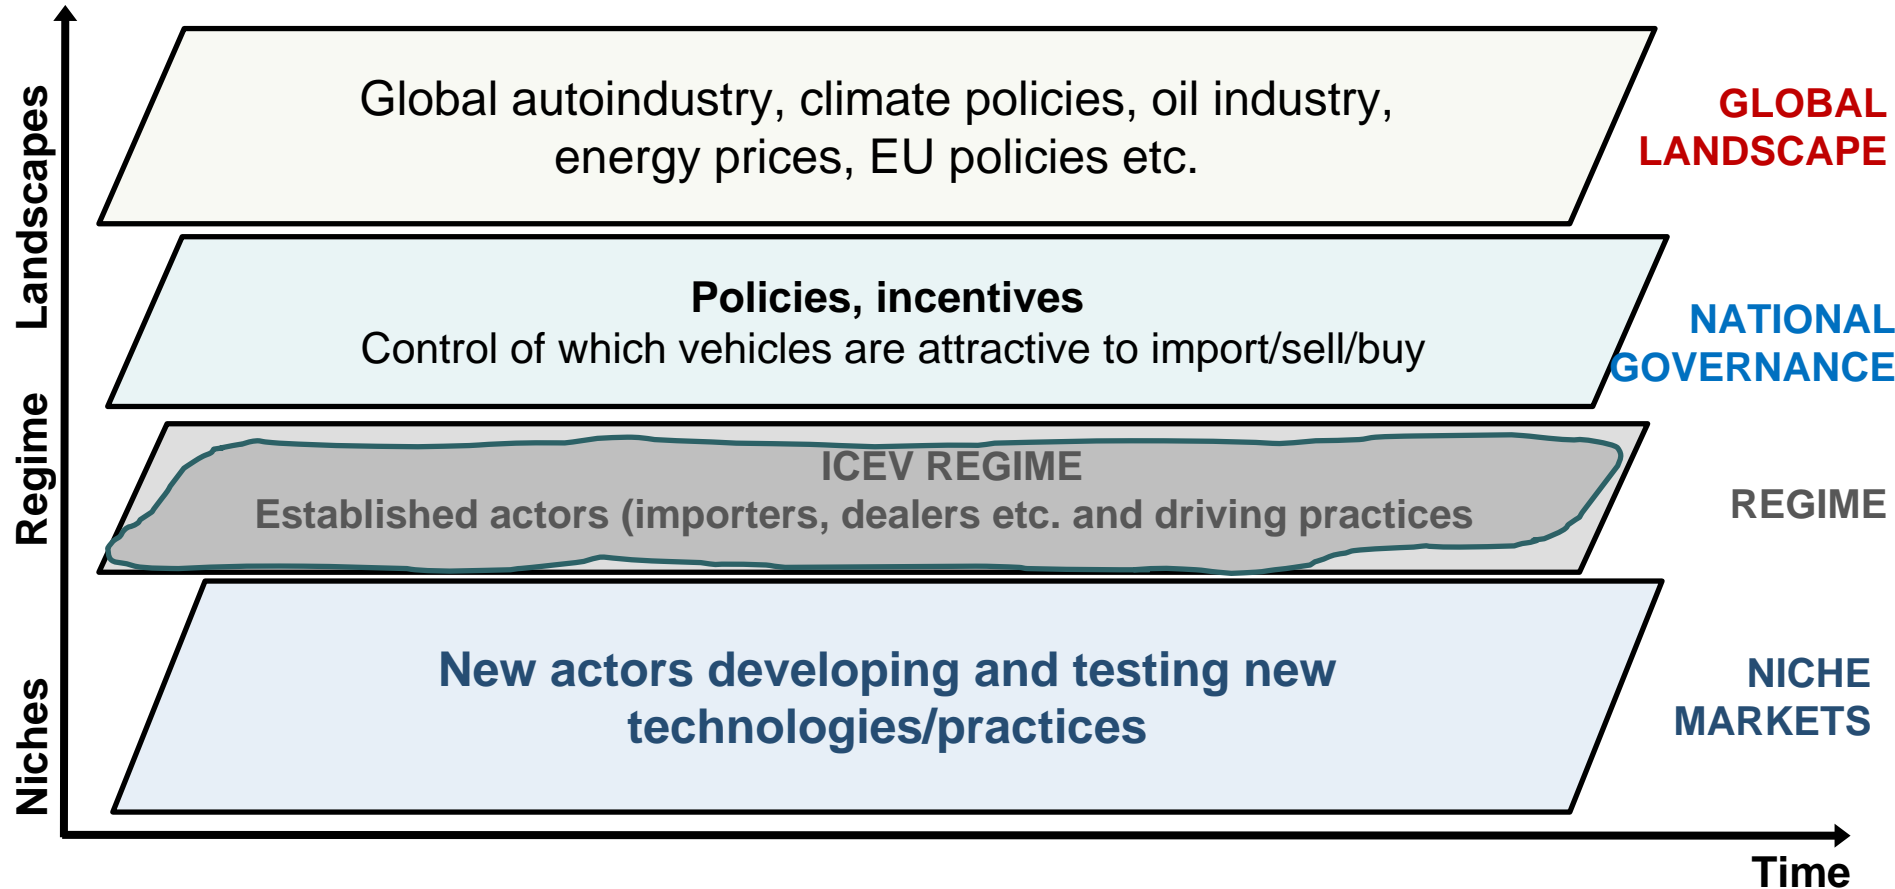 Landscapes
Regime
Niches
Global autoindustry, climate policies, oil industry,
energy prices, EU policies etc.
GLOBAL
LANDSCAPE
Policies, incentives
Control of which vehicles are attractive to import/sell/buy
NATIONAL
GOVERNANCE
ICEV REGIME
Established actors (importers, dealers etc. and driving practices
REGIME
New actors developing and testing new
technologies/practices
NICHE
MARKETS
Time